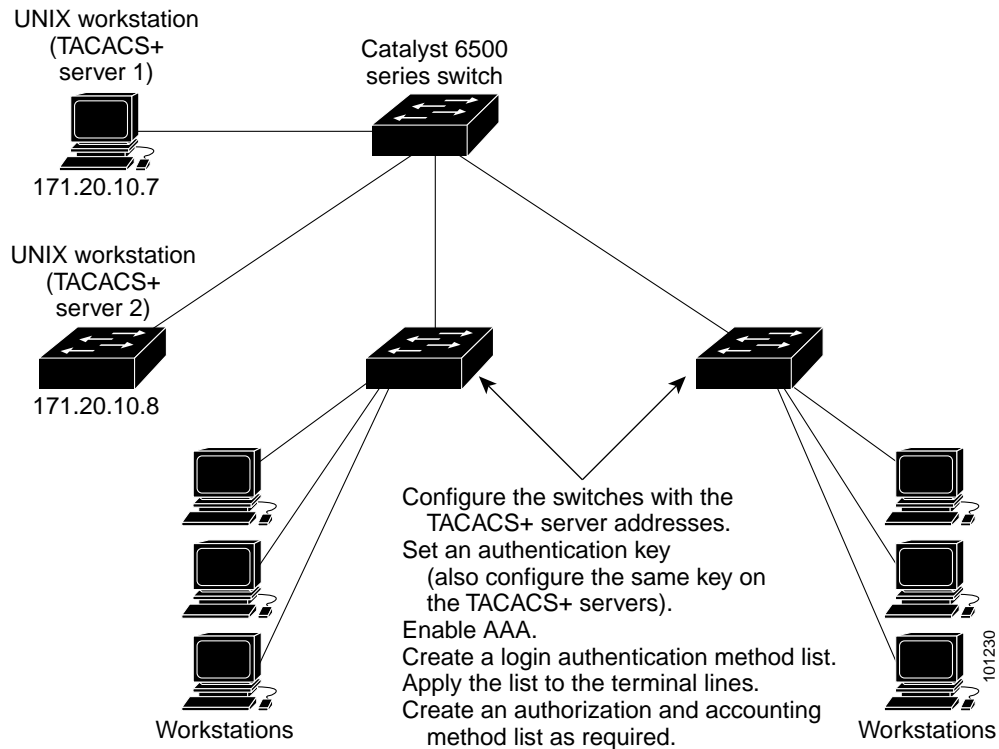 UNIX workstation
(TACACS+
server 1)
Catalyst 6500
series switch
171.20.10.7
UNIX workstation
(TACACS+
server 2)
171.20.10.8
Configure the switches with the
TACACS+ server addresses.
Set an authentication key
(also configure the same key on
the TACACS+ servers).
Enable AAA.
Create a login authentication method list.
Apply the list to the terminal lines.
Create an authorization and accounting
method list as required.
Workstations
Workstations
101230